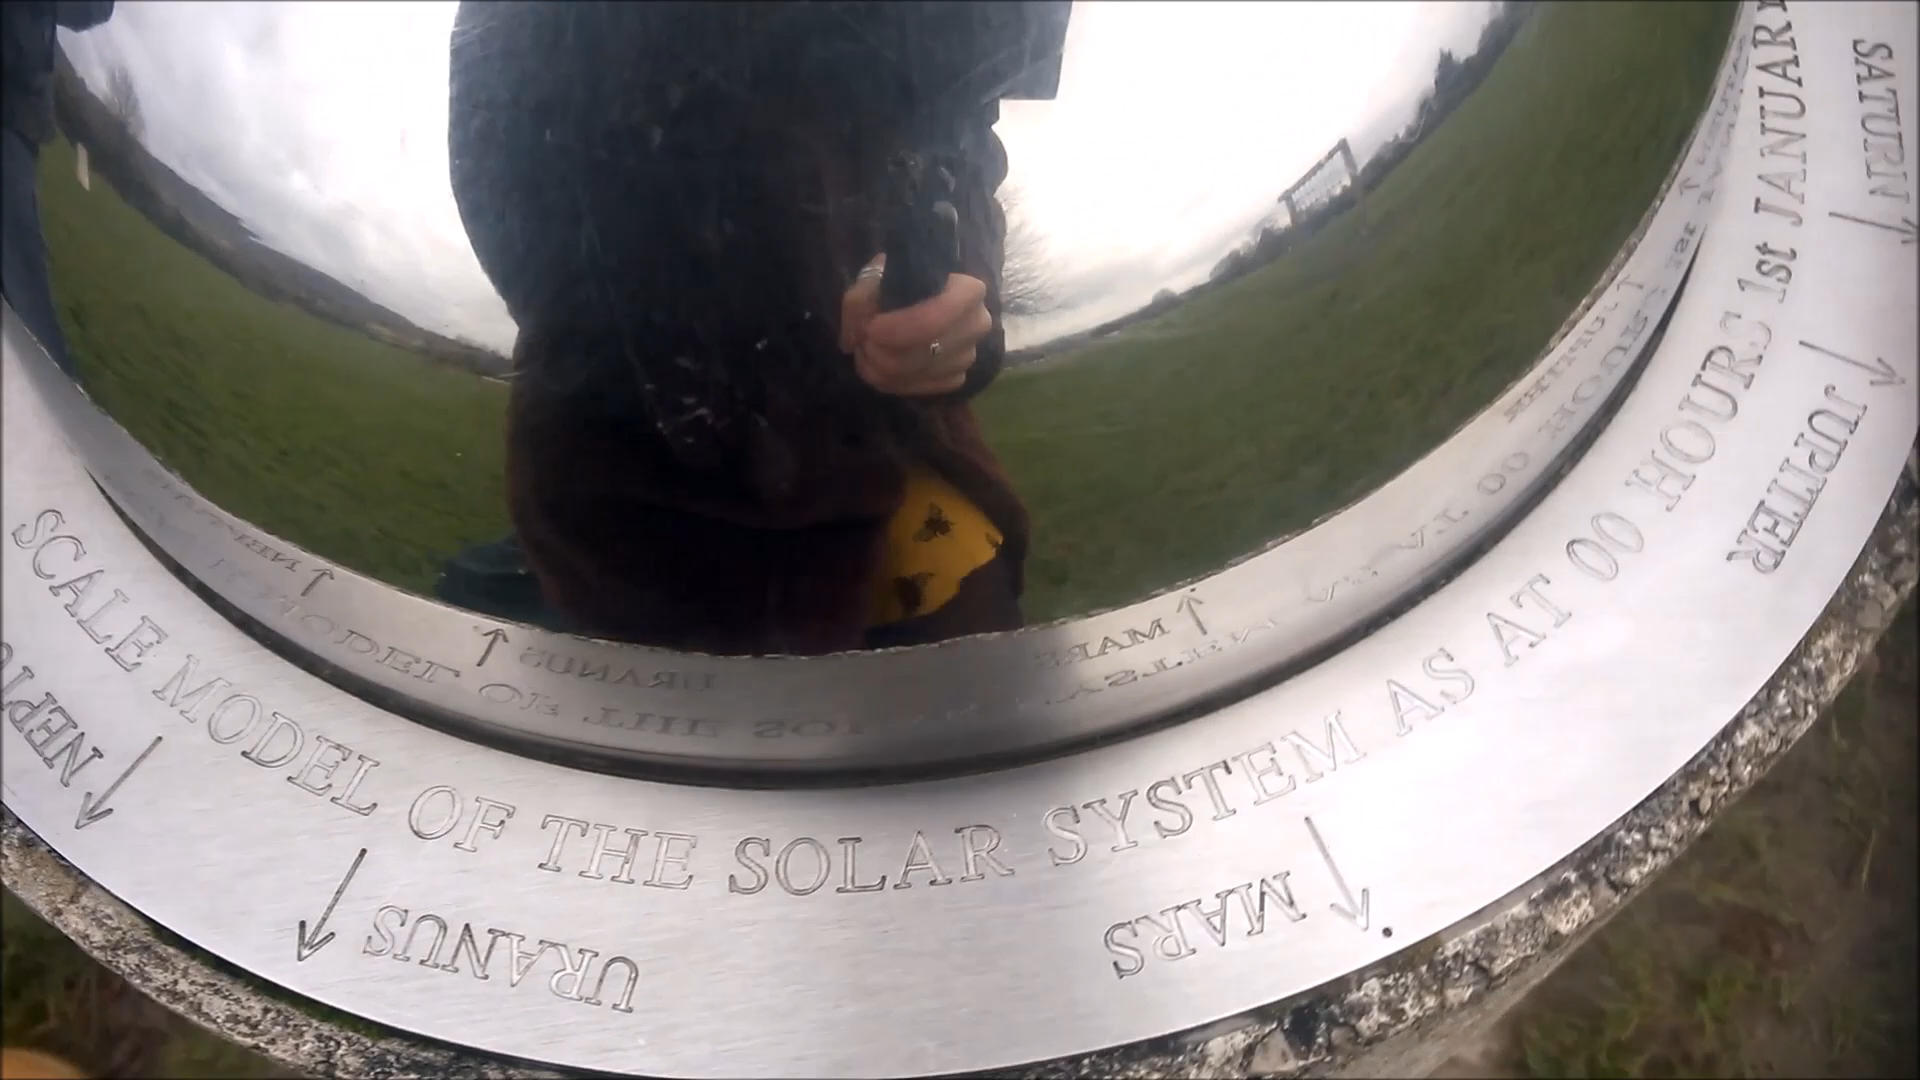 SCALE MODEL OF THE SOLAR SYSTEM AS AT 00 HOURS 1st JANUARY
URANUS
MARS
JUPITER
SATURN